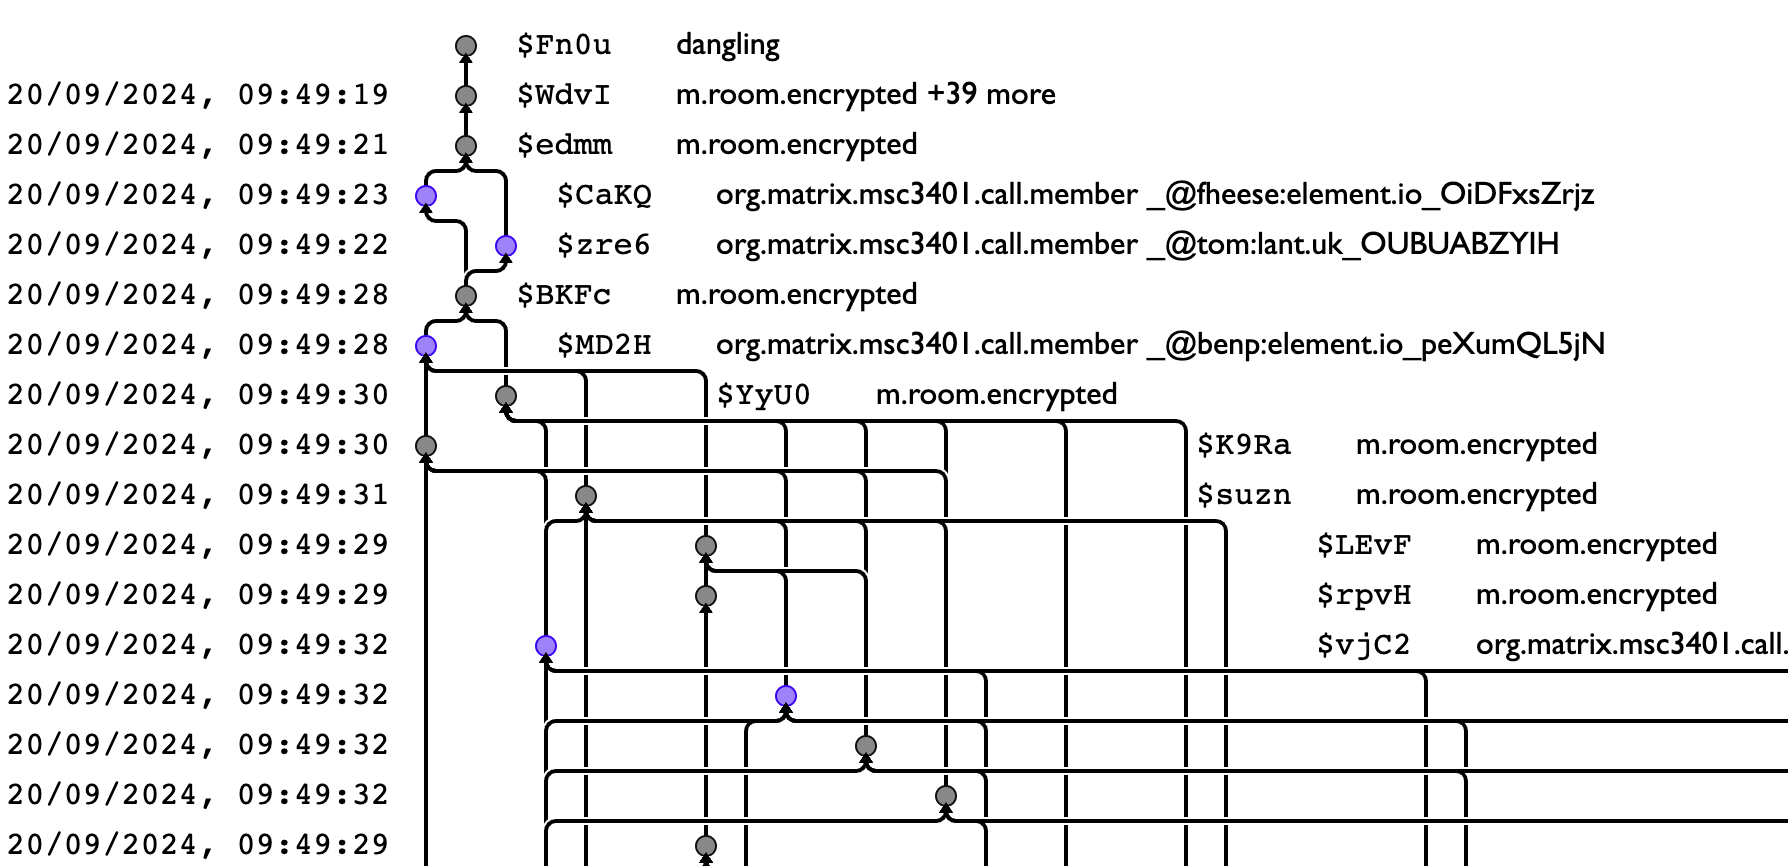 $Fn0u dangling
20/09/2024, 09:49:19 $WdvI m.room.encrypted +39 more
20/09/2024, 09:49:21 $edmm m.room.encrypted
20/09/2024, 09:49:23 $CaKQ org.matrix.msc3401.call.member _@fheese:element.io_OiDFxsZrjz
20/09/2024, 09:49:22 $zre6 org.matrix.msc3401.call.member _@tom:lant.uk_OUBUABZYIH
20/09/2024, 09:49:28 $BKFc m.room.encrypted
20/09/2024, 09:49:28 $MD2H org.matrix.msc3401.call.member _@benp:element.io_peXumQL5jN
20/09/2024, 09:49:30 $YyU0 m.room.encrypted
20/09/2024, 09:49:30 $K9Ra m.room.encrypted
20/09/2024, 09:49:31 $suzn m.room.encrypted
20/09/2024, 09:49:29 $LEvF m.room.encrypted
20/09/2024, 09:49:29 $rpvH m.room.encrypted
20/09/2024, 09:49:32 $vjC2 org.matrix.msc3401.call.
20/09/2024, 09:49:32
20/09/2024, 09:49:32
20/09/2024, 09:49:32
20/09/2024, 09:49:29